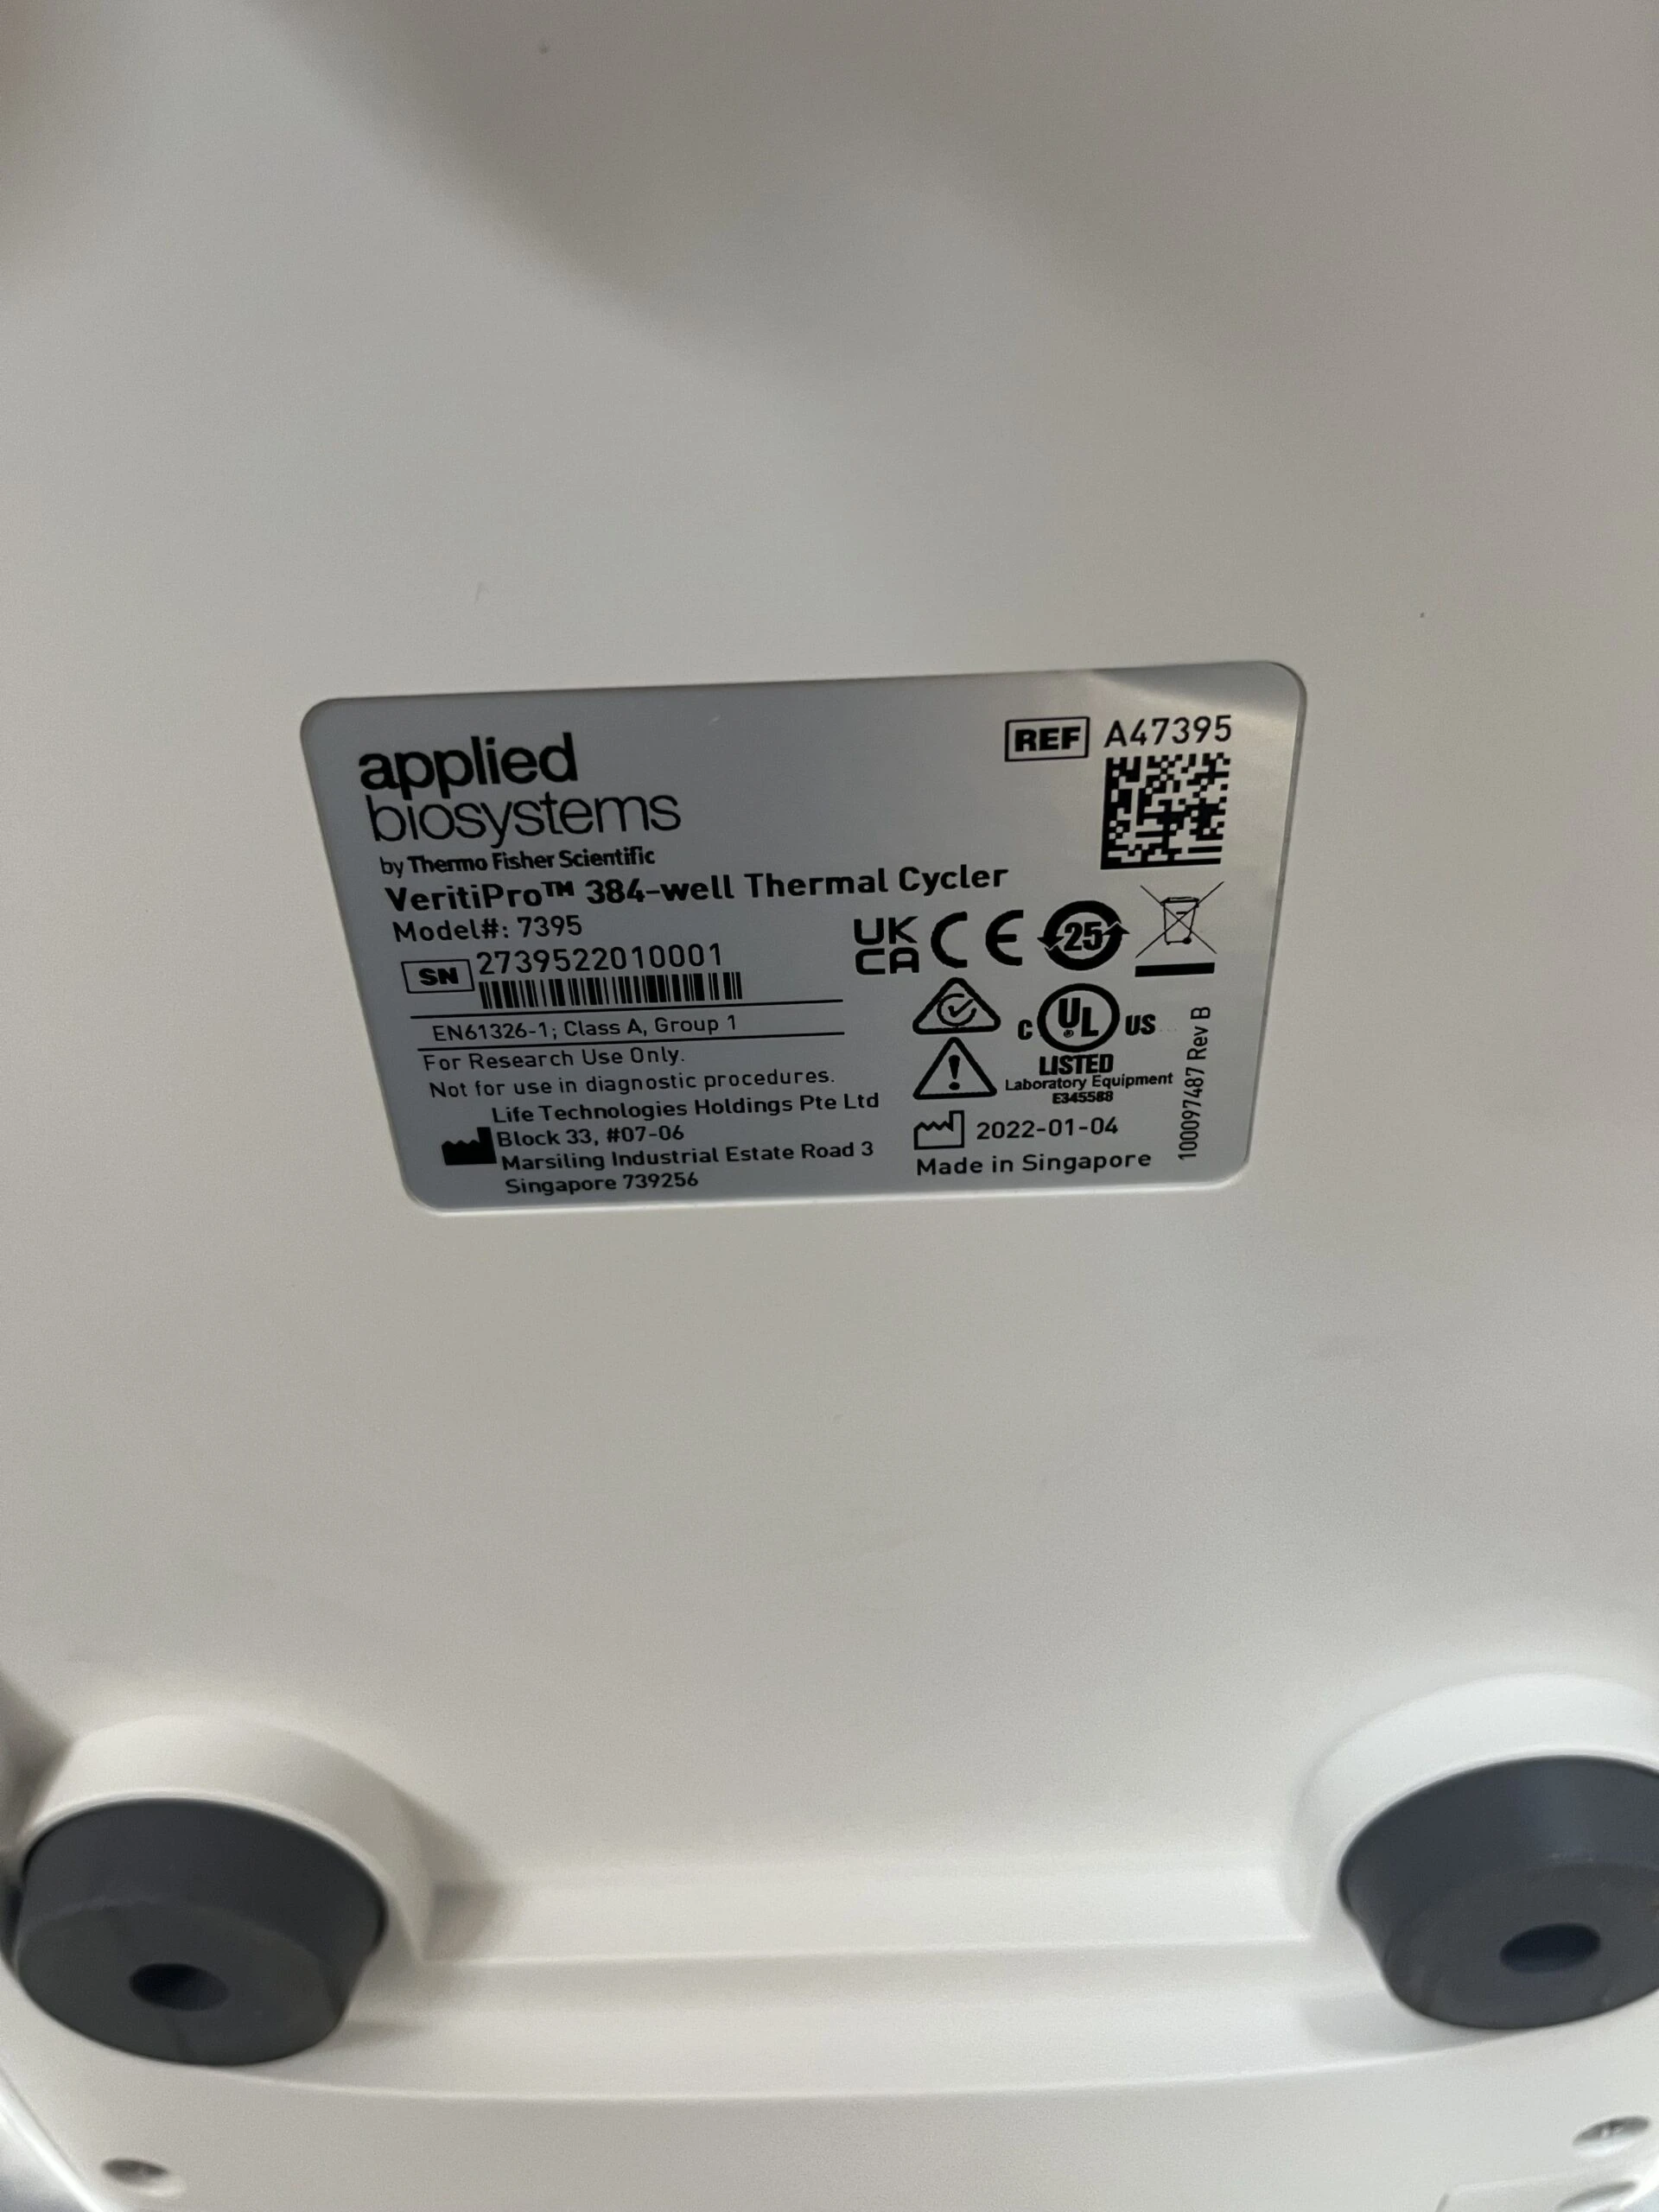 applied
biosystems
by Thermo Fisher Scientific
REF A47395
VeritiPro™ 384-well Thermal Cycler
Model#: 7395
SN 2739522010001
EN61326-1; Class A, Group 1
For Research Use Only.
Not for use in diagnostic procedures.
Life Technologies Holdings Pte Ltd
Block 33, #07-06
Marsiling Industrial Estate Road 3
Singapore 739256
UK
CA
CE
25
C UL US
LISTED
Laboratory Equipment
E345588
2022-01-04
Made in Singapore
100097487 Rev B